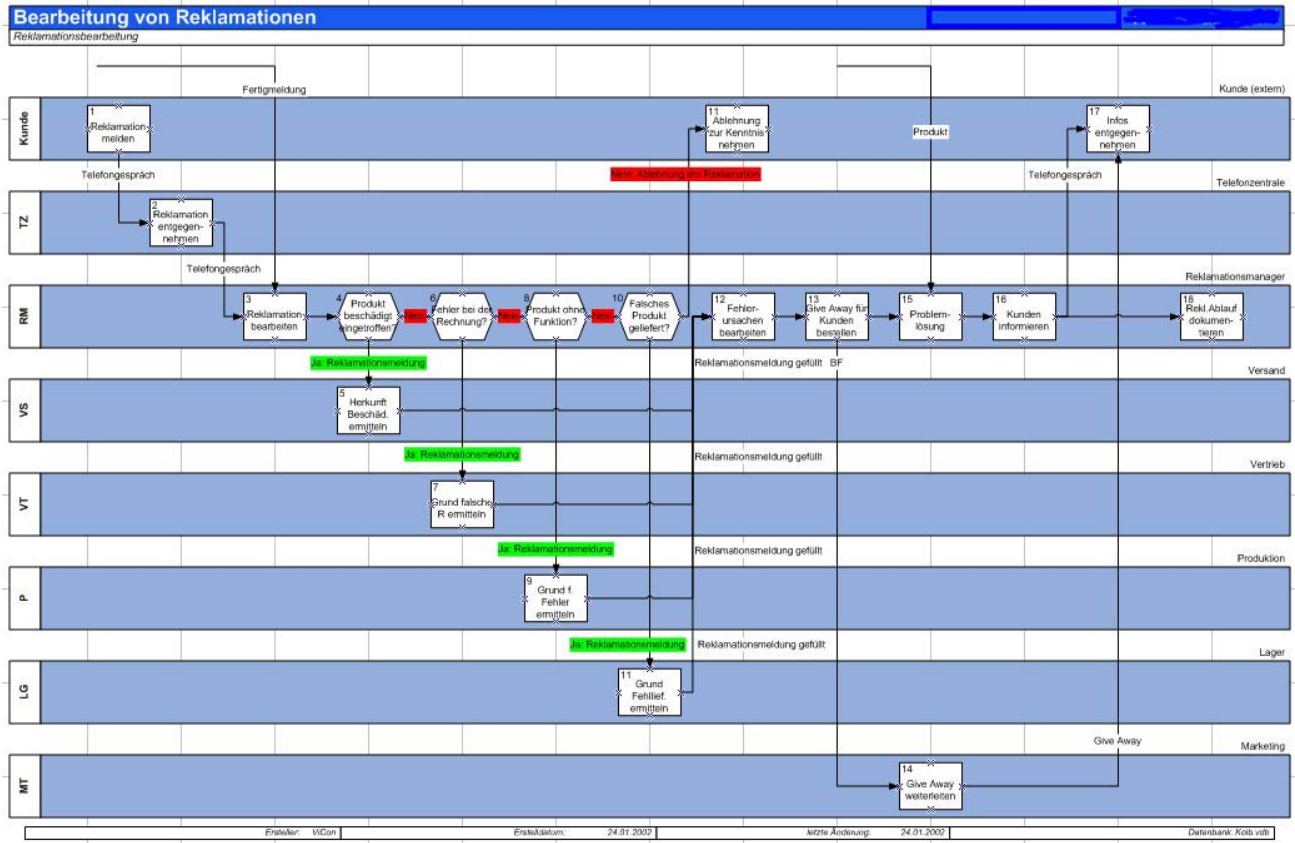 Bearbeitung von Reklamationen
Reklamationsbearbeitung
Fertigmeldung
Kunde (extern)
Kunde
1
Reklamation
melden
11
Ablehnung
zur Kenntnis
nehmen
Produkt
17
Infos
entgegen-
nehmen
Telefongespräch
Nein: Ablehnung der Reklamation
Telefongespräch
Telefonzentrale
TZ
2
Reklamation
entgegen-
nehmen
Telefongespräch
Reklamationsmanager
RM
3
Reklamation
bearbeiten
4
Produkt
beschädigt
eingetroffen?
Nein
6
Fehler bei der
Rechnung?
Nein
8
Produkt ohne
Funktion?
Nein
10
Falsches
Produkt
geliefert?
12
Fehler-
ursachen
bearbeiten
13
Give Away für
Kunden
bestellen
15
Problem-
lösung
16
Kunden
informieren
18
Rekl.Ablauf
dokumen-
tieren
Ja: Reklamationsmeldung
Reklamationsmeldung gefüllt
BF
Versand
VS
5
Herkunft
Beschäd.
ermitteln
Ja: Reklamationsmeldung
Reklamationsmeldung gefüllt
Vertrieb
VT
7
Grund falsche
R ermitteln
Ja: Reklamationsmeldung
Reklamationsmeldung gefüllt
Produktion
P
9
Grund f.
Fehler
ermitteln
Ja: Reklamationsmeldung
Reklamationsmeldung gefüllt
Lager
LG
11
Grund
Fehllief.
ermitteln
Give Away
Marketing
MT
14
Give Away
weiterleiten
Ersteller: ViCon
Erstelldatum: 24.01.2002
letzte Änderung: 24.01.2002
Datenbank: Kolb.vdb